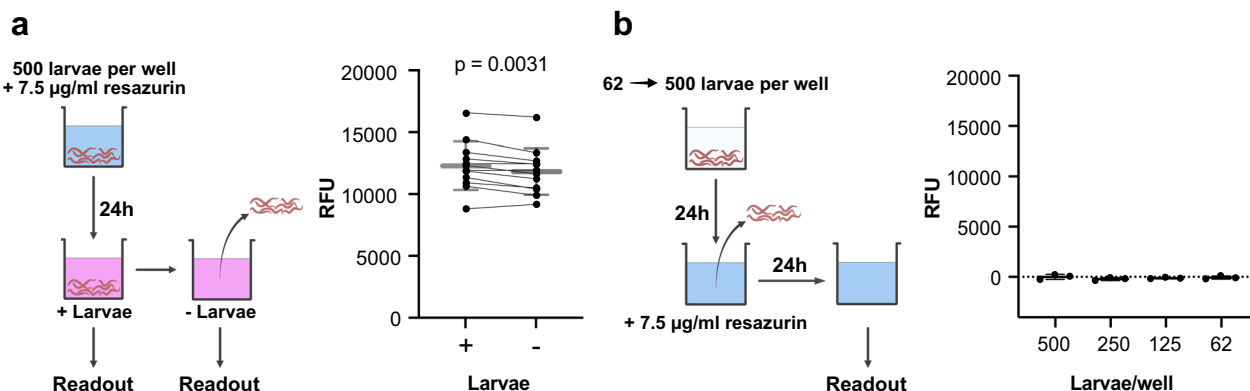 a
500 larvae per well
+ 7.5 µg/ml resazurin
24h
+ Larvae
- Larvae
Readout
Readout
p = 0.0031
20000
15000
10000
5000
0
RFU
+
-
Larvae
b
62 → 500 larvae per well
24h
24h
+ 7.5 µg/ml resazurin
Readout
20000
15000
10000
5000
0
RFU
500
250
125
62
Larvae/well